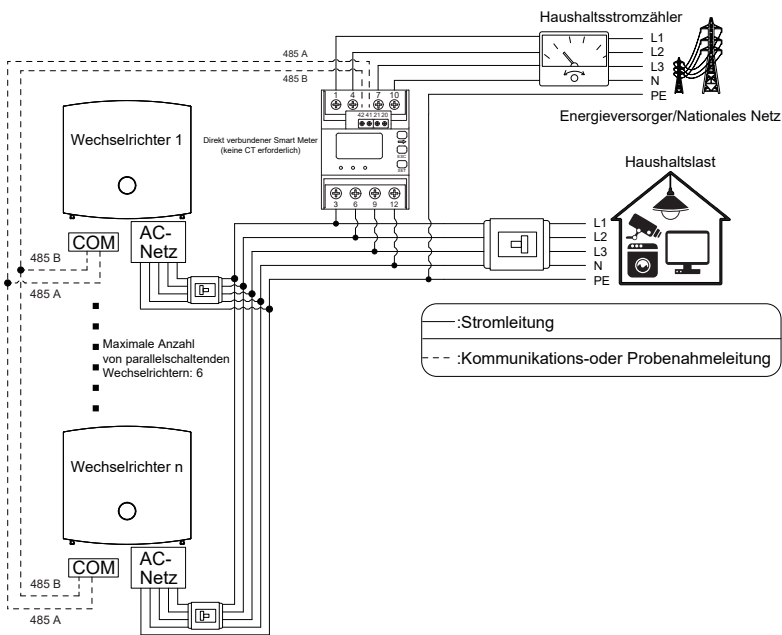 Haushaltsstromzähler
L1
L2
L3
N
PE
Energieversorger/Nationales Netz
485 A
485 B
1 4 7 10
42 41 21 20
ESC
SET
3 6 9 12
Direkt verbundener Smart Meter
(keine CT erforderlich)
Wechselrichter 1
COM
AC-
Netz
485 B
485 A
Haushaltslast
L1
L2
L3
N
PE
Maximale Anzahl
von parallelschaltenden
Wechselrichtern: 6
:Stromleitung
:Kommunikations-oder Probenahmeleitung
Wechselrichter n
COM
AC-
Netz
485 B
485 A